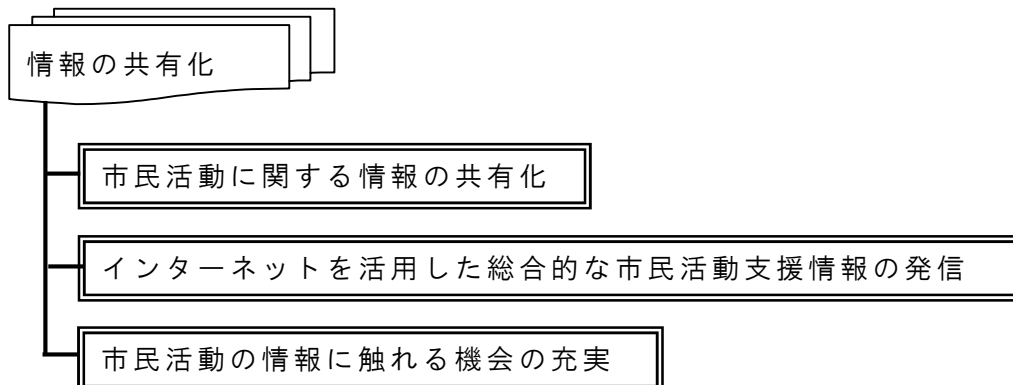 情報の共有化
市民活動に関する情報の共有化
インターネットを活用した総合的な市民活動支援情報の発信
市民活動の情報に触れる機会の充実